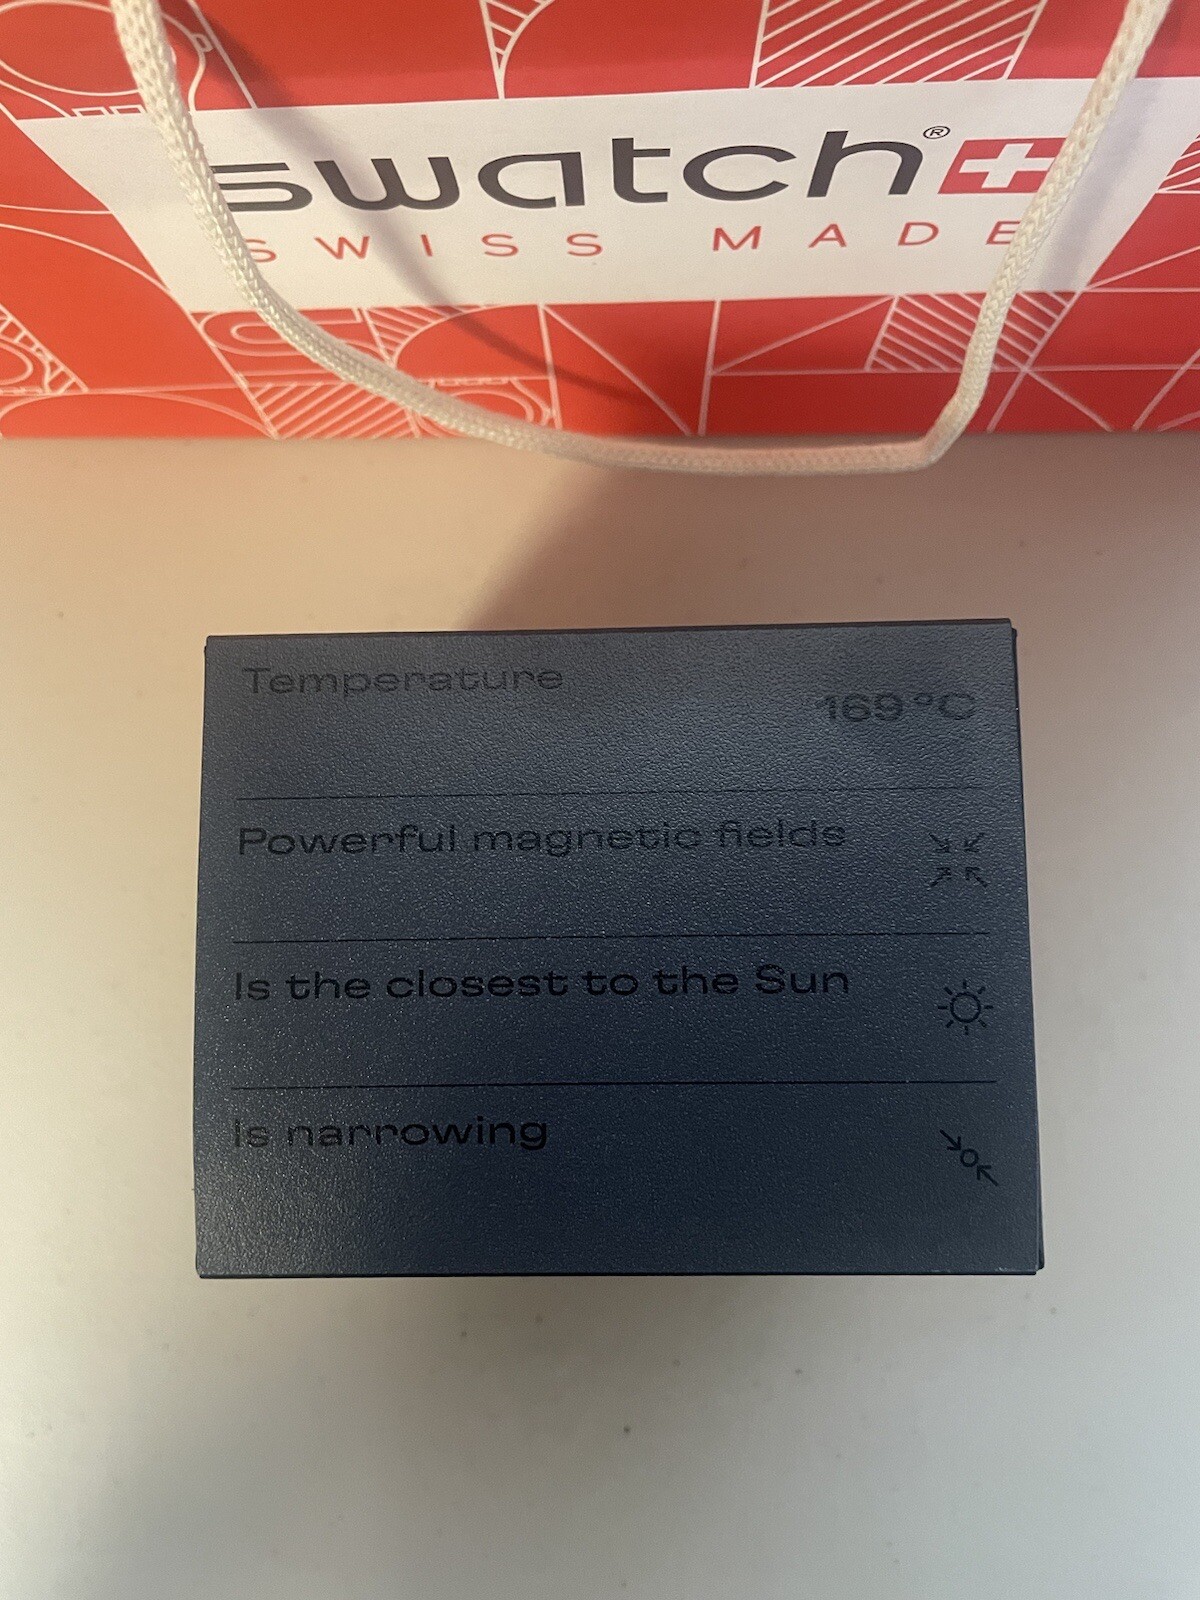 swatch®
SWISS MADE
Temperature
169°C
Powerful magnetic fields
Is the closest to the Sun
Is narrowing